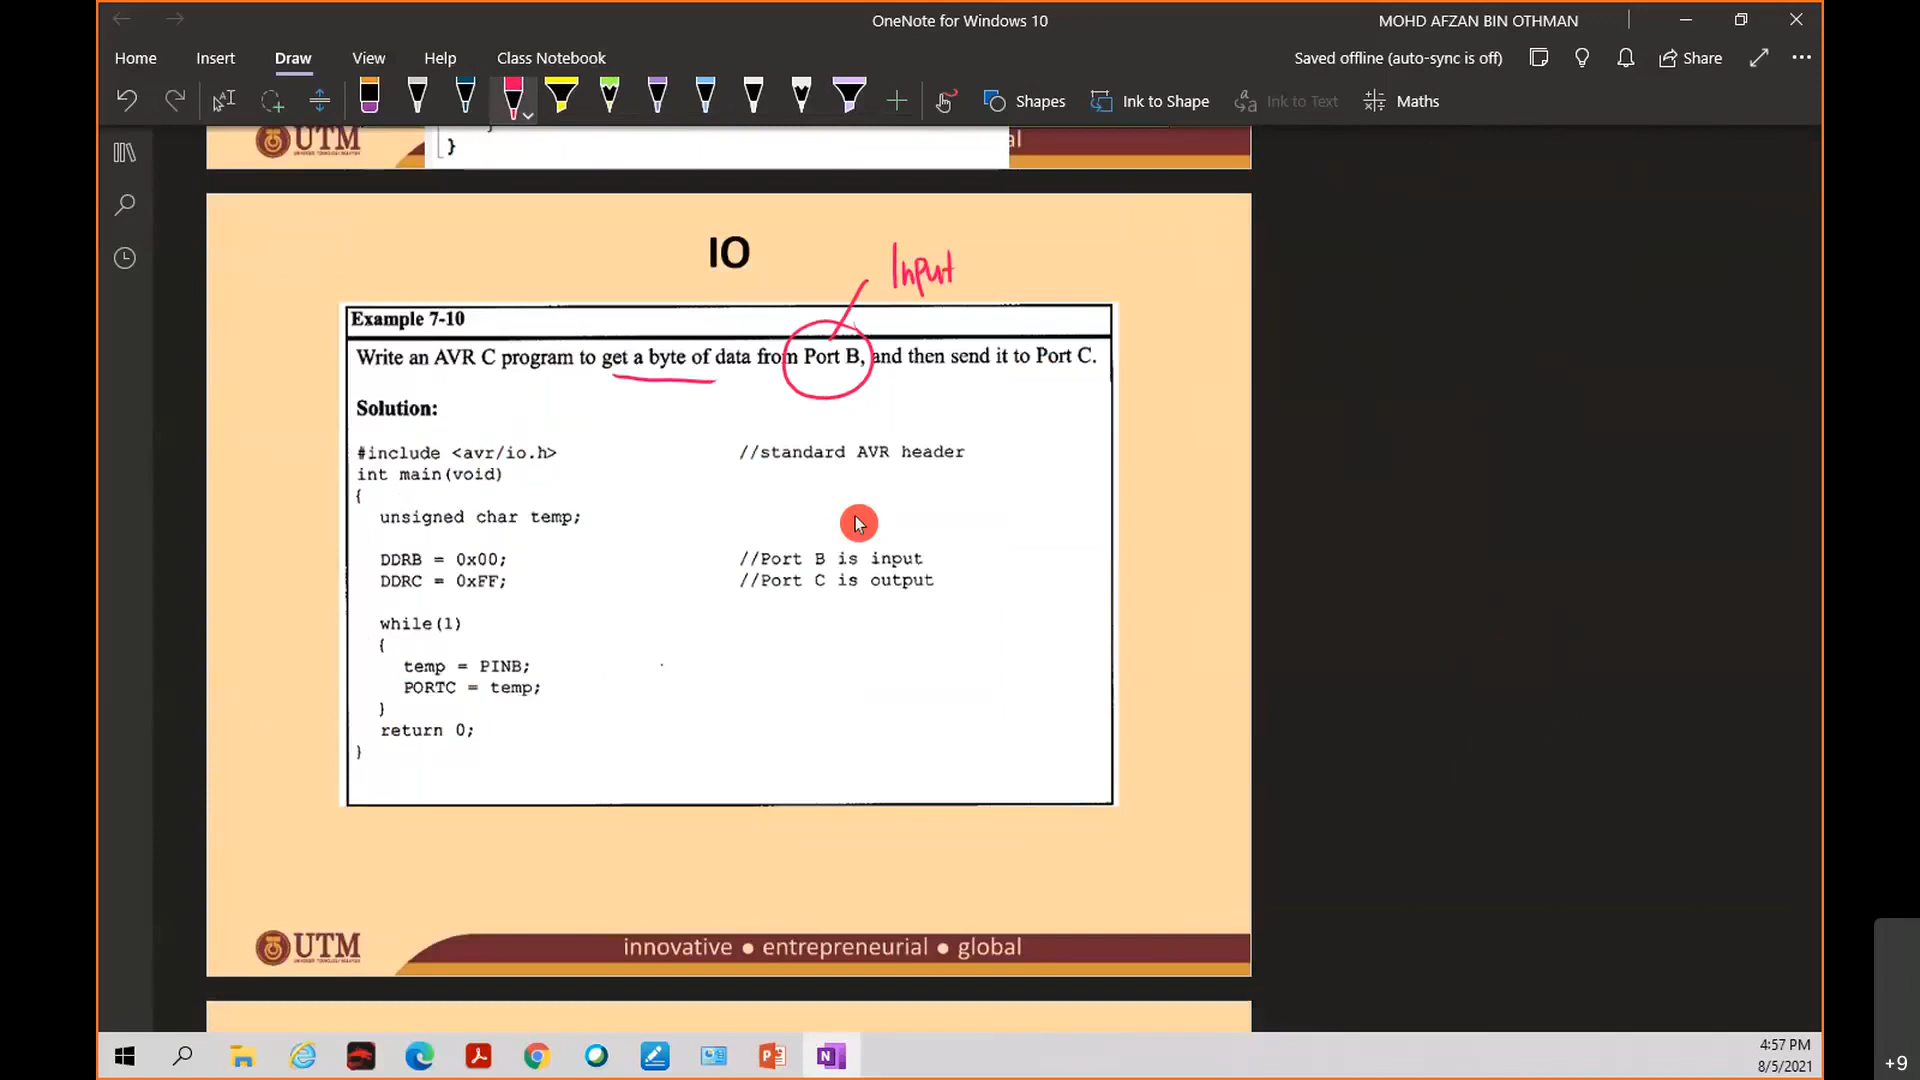 OneNote for Windows 10
MOHD AFZAN BIN OTHMAN
Home Insert Draw View Help Class Notebook
Saved offline (auto-sync is off) Share
Shapes Ink to Shape Ink to Text Maths
UTM
}
al
IO
Input
Example 7-10
Write an AVR C program to get a byte of data from Port B, and then send it to Port C.
Solution:
#include <avr/io.h> //standard AVR header
int main(void)
{
unsigned char temp;
DDRB = 0x00; //Port B is input
DDRC = 0xFF; //Port C is output
while(1)
{
temp = PINB;
PORTC = temp;
}
return 0;
}
UTM
innovative ● entrepreneurial ● global
4:57 PM
8/5/2021
+9